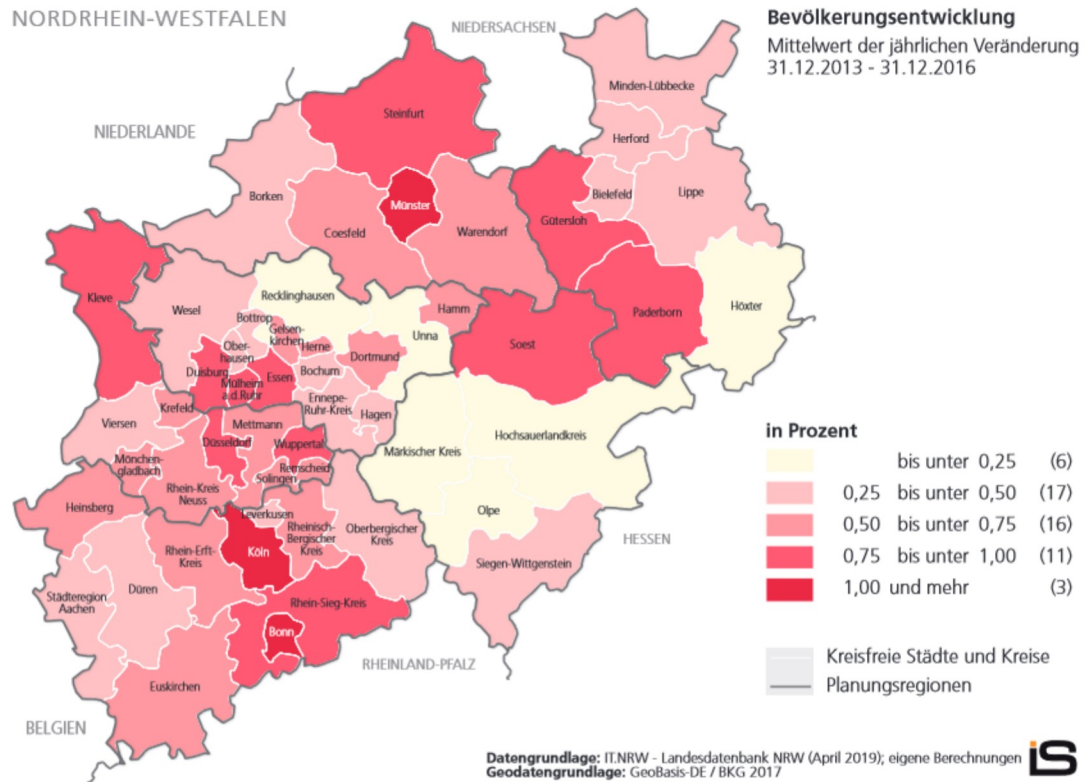 NORDRHEIN-WESTFALEN
NIEDERSACHSEN
Bevölkerungsentwicklung
Mittelwert der jährlichen Veränderung
31.12.2013 - 31.12.2016
Minden-Lübbecke
Steinfurt
NIEDERLANDE
Herford
Borken
Münster
Bielefeld
Lippe
Gütersloh
Coesfeld
Warendorf
Kleve
Recklinghausen
Wesel
Hamm
Paderborn
Höxter
Bottrop
Gelsen-
kirchen
Unna
Ober-
hausen
Herne
Soest
Dortmund
Duisburg
Mülheim
a.d.Ruhr
Essen
Bochum
Ennepe-
Ruhr-Kreis
Hagen
Krefeld
Viersen
Mettmann
Düsseldorf
Wuppertal
Märkischer Kreis
Hochsauerlandkreis
Mönchen-
gladbach
Remscheid
Solingen
Rhein-Kreis
Neuss
Heinsberg
Leverkusen
Olpe
Rheinisch-
Bergischer
Kreis
Oberbergischer
Kreis
Rhein-Erft-
Kreis
Köln
HESSEN
Siegen-Wittgenstein
Städteregion
Aachen
Düren
Rhein-Sieg-Kreis
Bonn
RHEINLAND-PFALZ
Euskirchen
BELGIEN
in Prozent
bis unter 0,25 (6)
0,25 bis unter 0,50 (17)
0,50 bis unter 0,75 (16)
0,75 bis unter 1,00 (11)
1,00 und mehr (3)
Kreisfreie Städte und Kreise
Planungsregionen
Datengrundlage: IT.NRW - Landesdatenbank NRW (April 2019); eigene Berechnungen
Geodatengrundlage: GeoBasis-DE / BKG 2017
iS